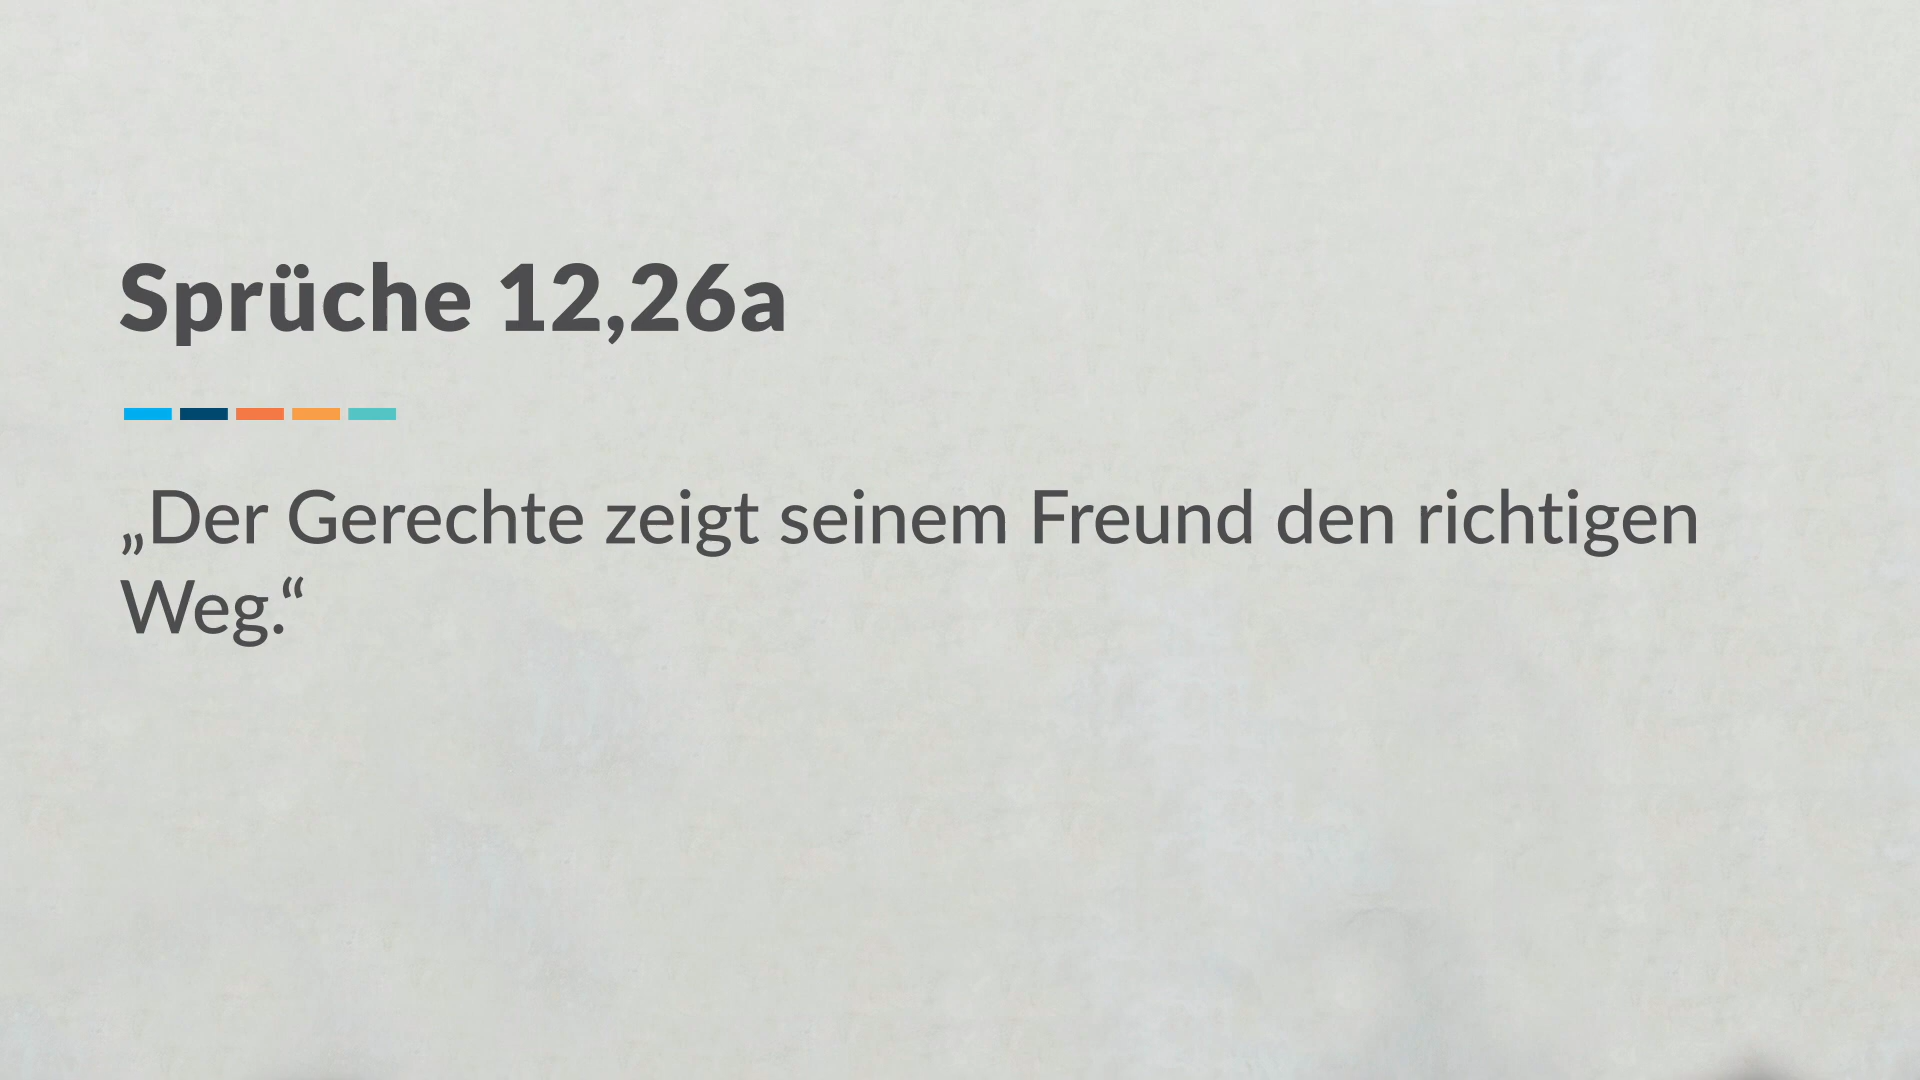 Sprüche 12,26a
„Der Gerechte zeigt seinem Freund den richtigen
Weg.“